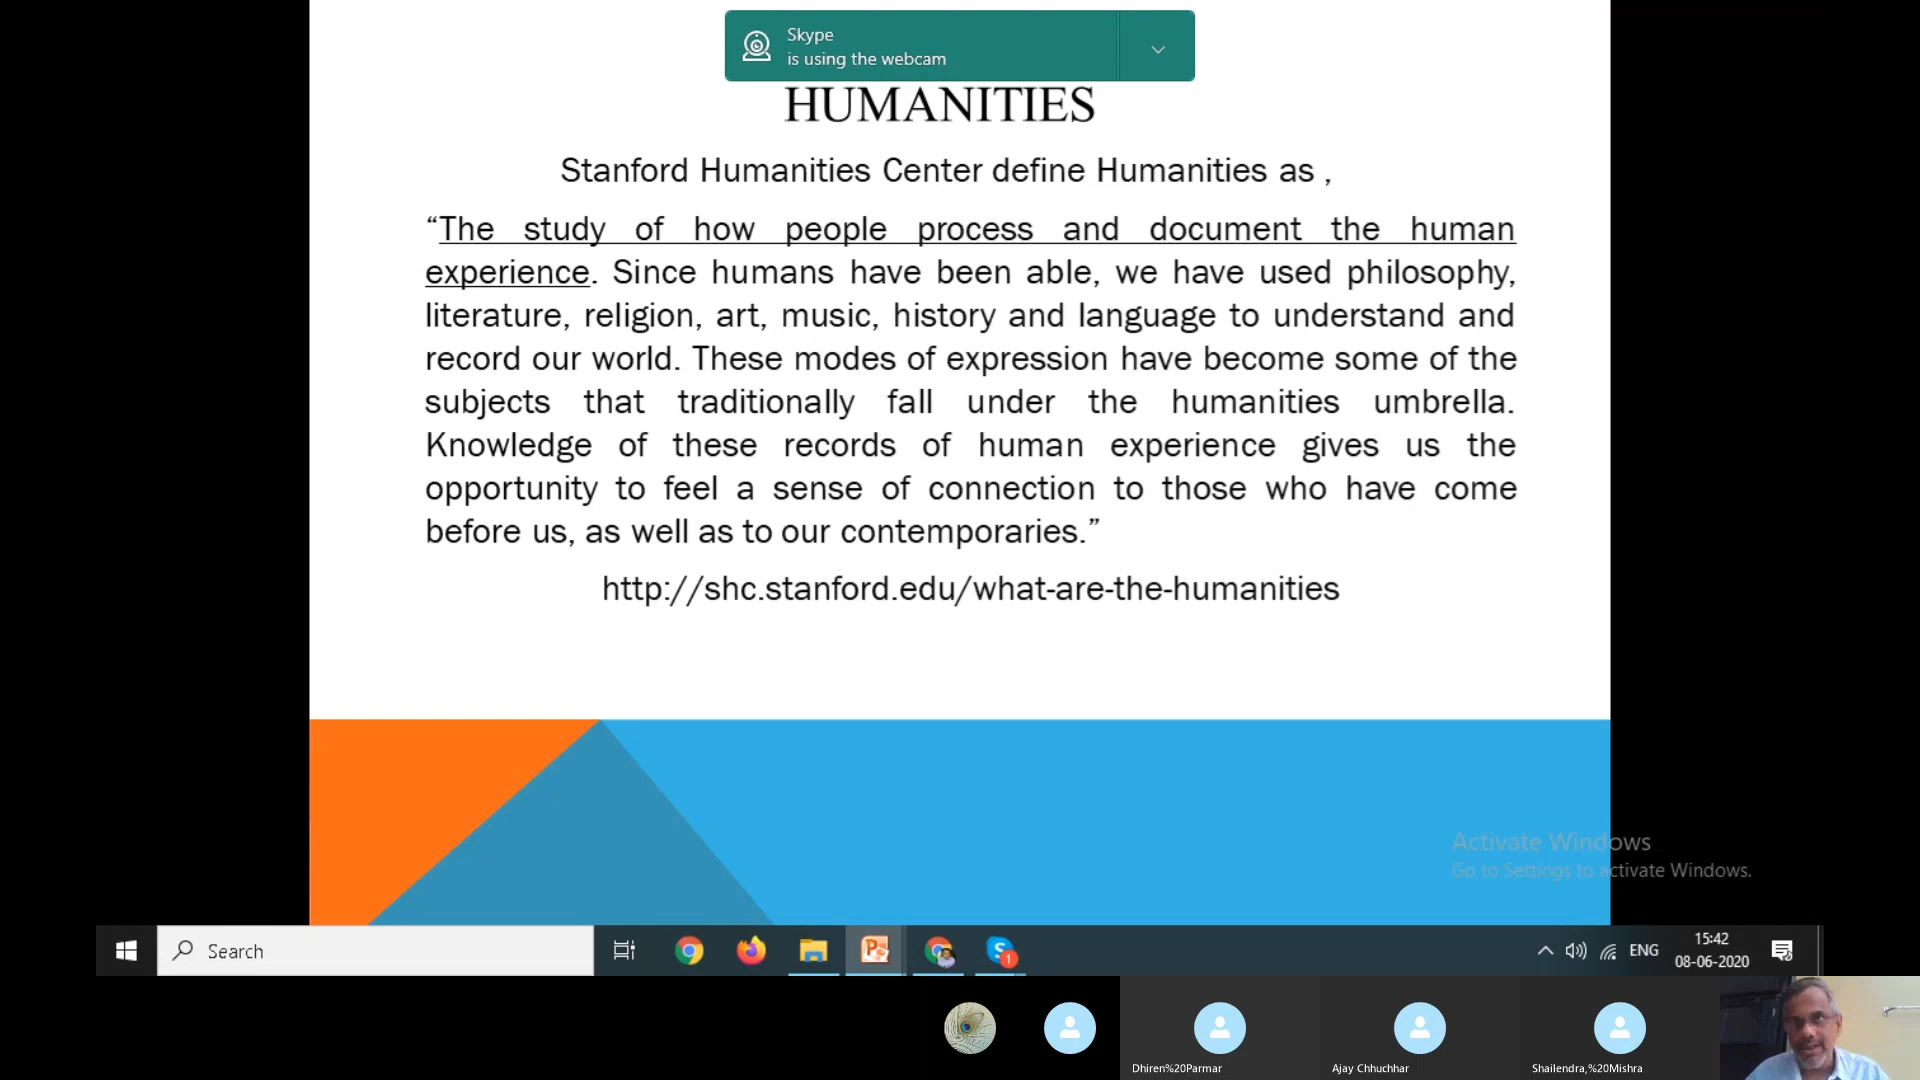 Skype
is using the webcam
HUMANITIES
Stanford Humanities Center define Humanities as ,
“The study of how people process and document the human
experience. Since humans have been able, we have used philosophy,
literature, religion, art, music, history and language to understand and
record our world. These modes of expression have become some of the
subjects that traditionally fall under the humanities umbrella.
Knowledge of these records of human experience gives us the
opportunity to feel a sense of connection to those who have come
before us, as well as to our contemporaries.”
http://shc.stanford.edu/what-are-the-humanities
Activate Windows
Go to Settings to activate Windows.
Search
1
ENG
15:42
08-06-2020
Dhiren%20Parmar
Ajay Chhuchhar
Shailendra,%20Mishra